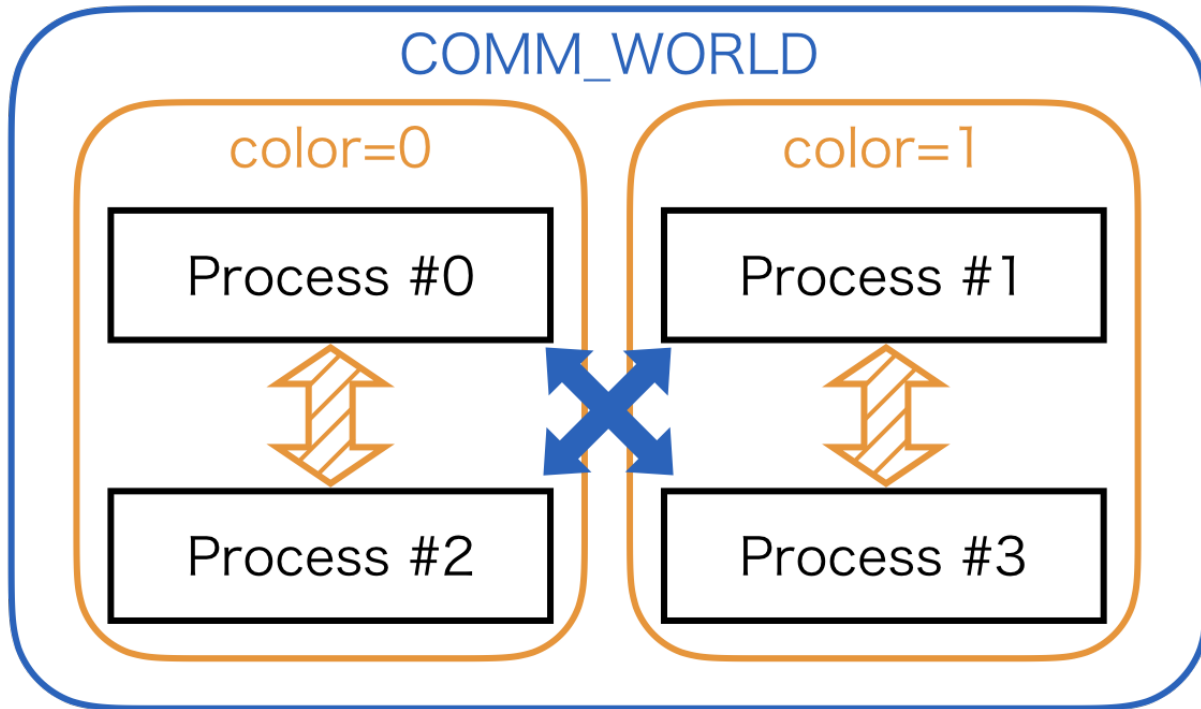 COMM_WORLD
color=0
color=1
Process #0
Process #1
Process #2
Process #3